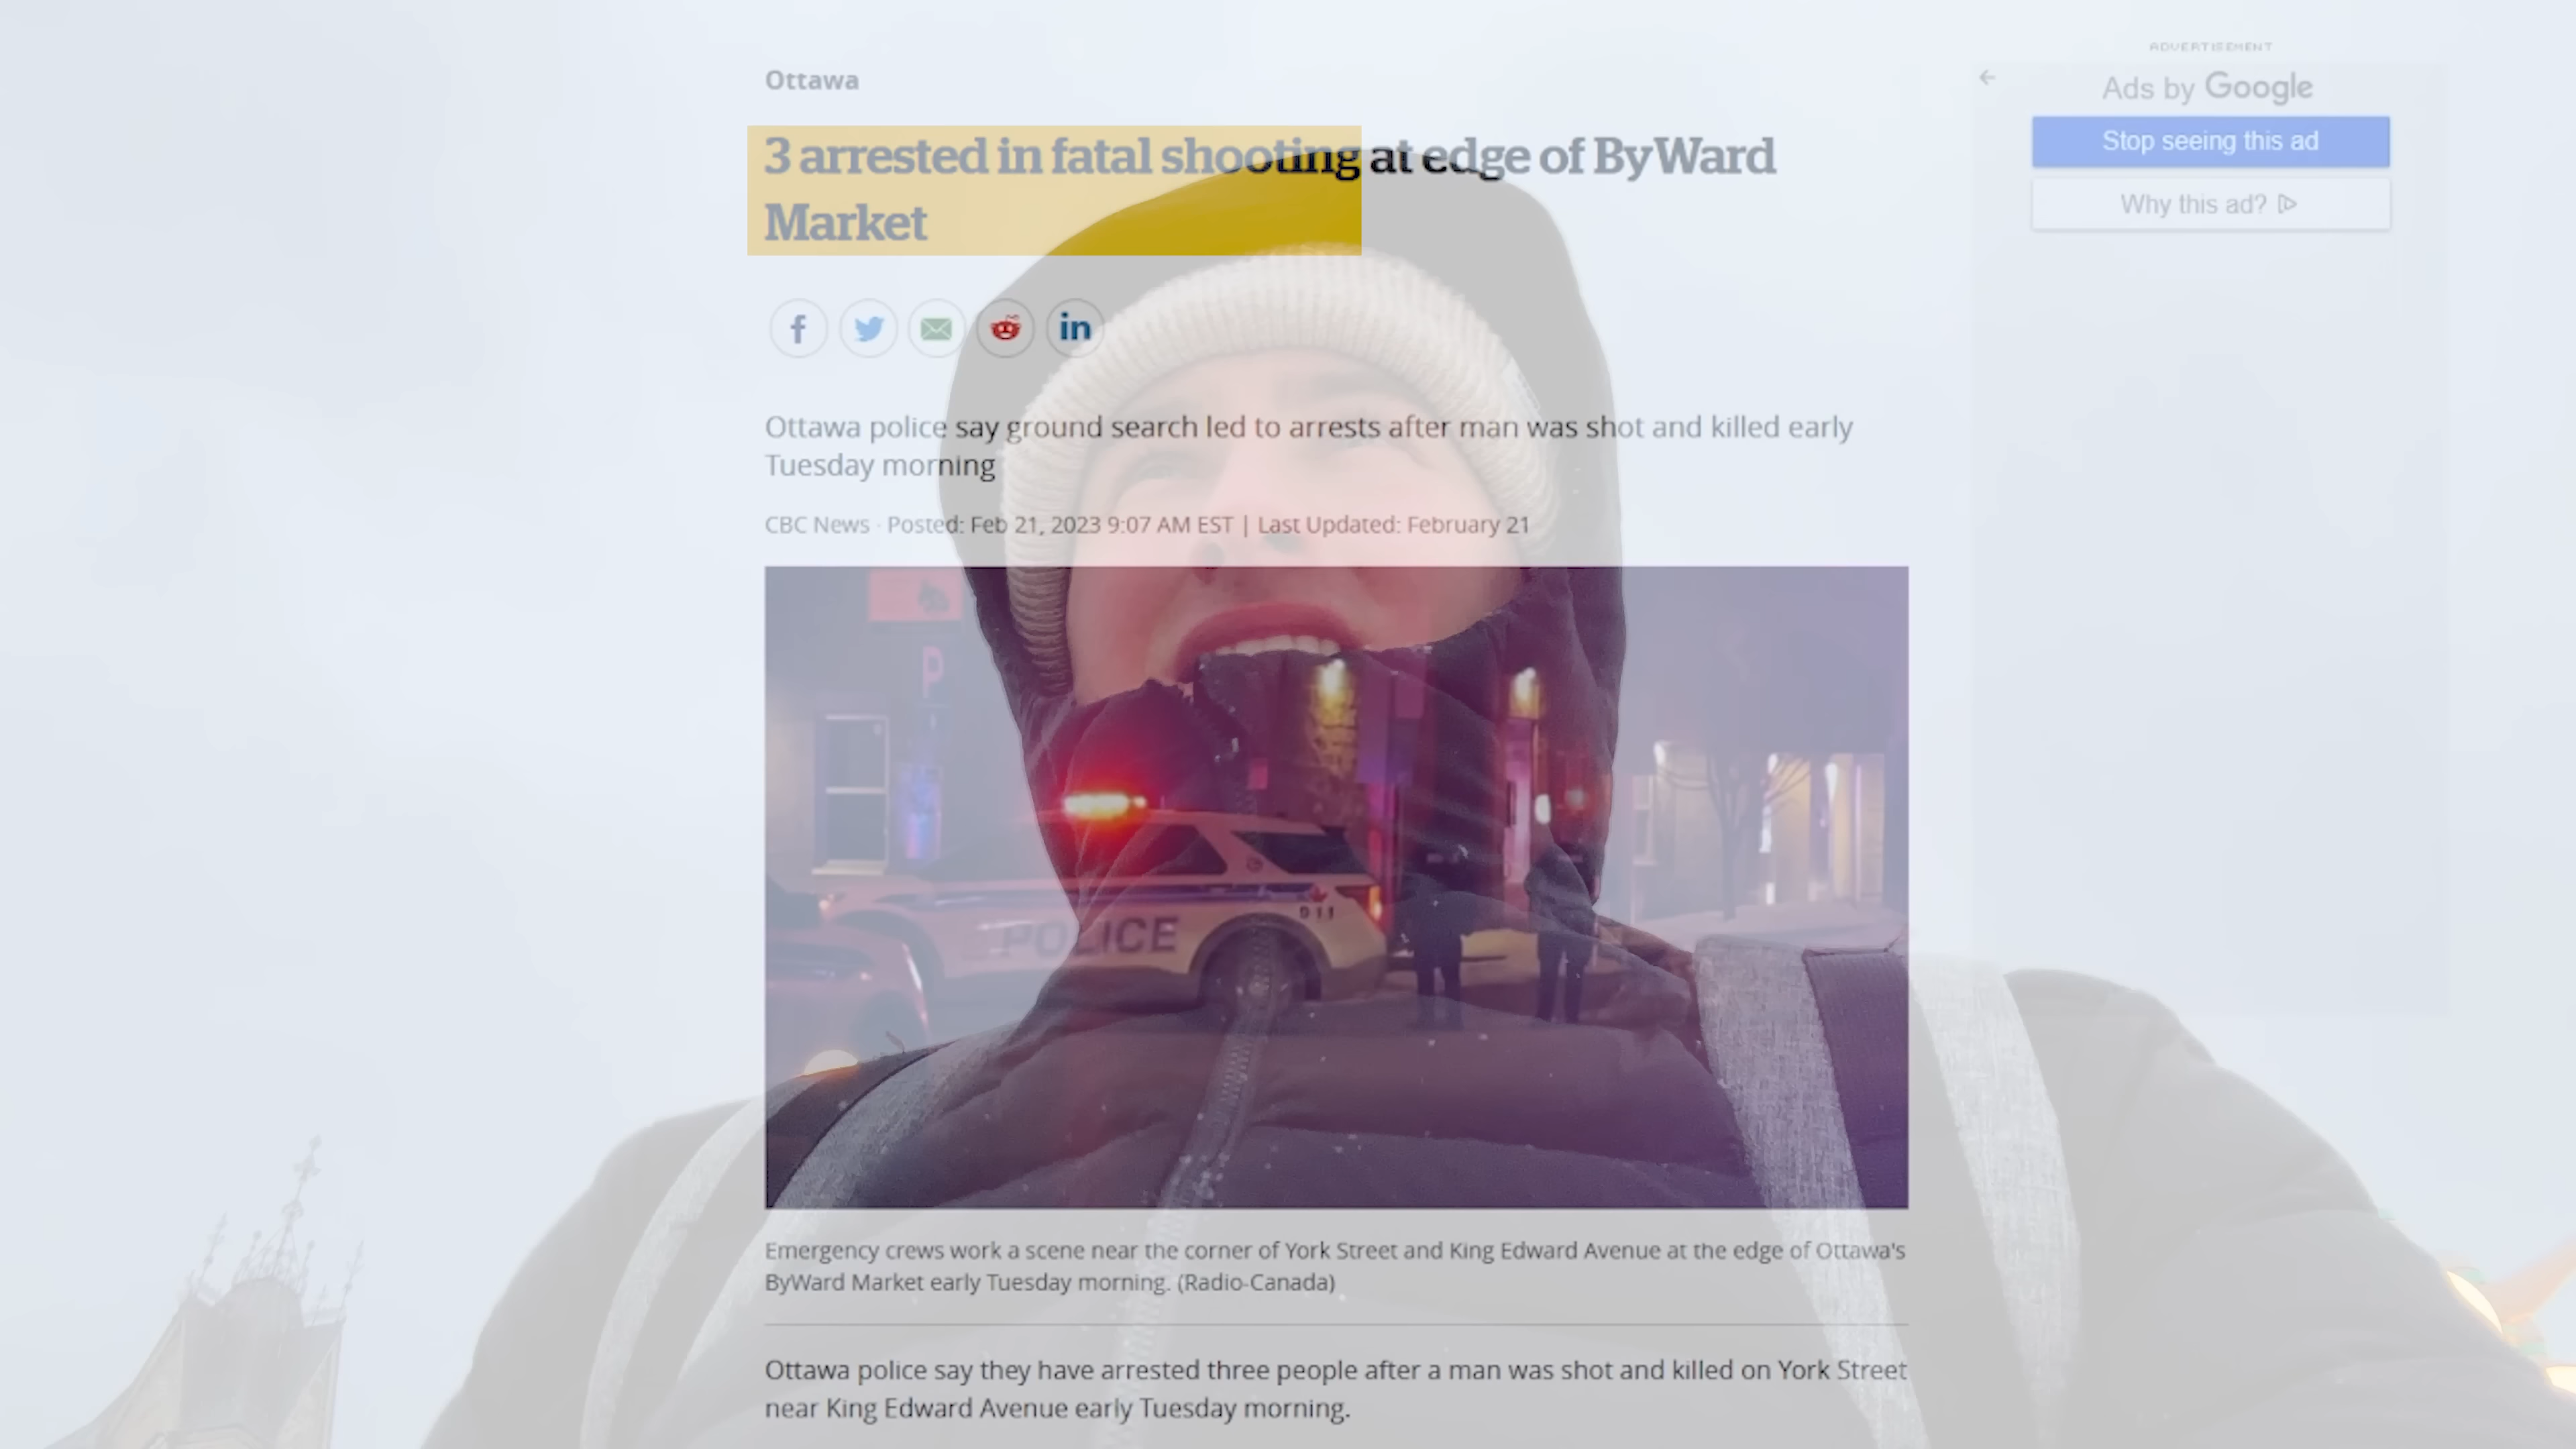 ADVERTISEMENT
Ads by Google
Stop seeing this ad
Why this ad?
Ottawa
3 arrested in fatal shooting at edge of ByWard
Market
Ottawa police say ground search led to arrests after man was shot and killed early
Tuesday morning
CBC News · Posted: Feb 21, 2023 9:07 AM EST | Last Updated: February 21
P
POLICE
911
Emergency crews work a scene near the corner of York Street and King Edward Avenue at the edge of Ottawa's
ByWard Market early Tuesday morning. (Radio-Canada)
Ottawa police say they have arrested three people after a man was shot and killed on York Street
near King Edward Avenue early Tuesday morning.